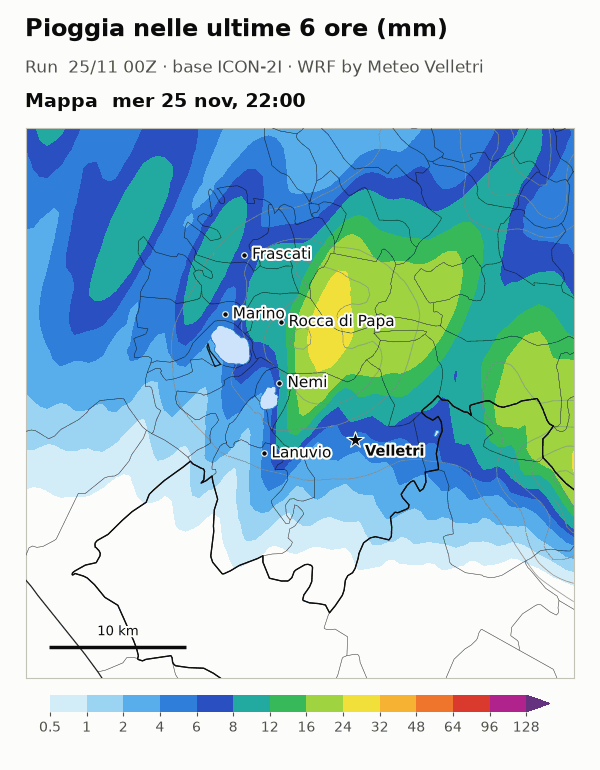 Pioggia nelle ultime 6 ore (mm)
Run 25/11 00Z · base ICON-2I · WRF by Meteo Velletri
Mappa mer 25 nov, 22:00
Frascati
Marino
Rocca di Papa
Nemi
Velletri
Lanuvio
10 km
0.5 1 2 4 6 8 12 16 24 32 48 64 96 128